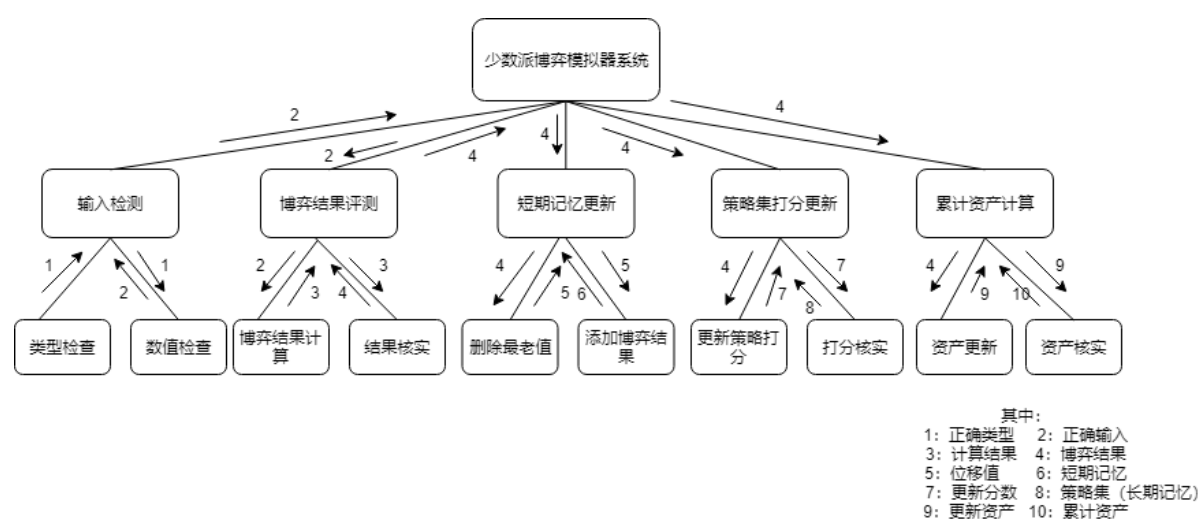 少数派博弈模拟器系统
2
2
4
4
4
4
输入检测
博弈结果评测
短期记忆更新
策略集打分更新
累计资产计算
1
1
2
2
3
3
4
4
5
5
6
4
7
7
8
4
9
9
10
类型检查
数值检查
博弈结果计
算
结果核实
删除最老值
添加博弈结
果
更新策略打
分
打分核实
资产更新
资产核实
其中:
1: 正确类型 2: 正确输入
3: 计算结果 4: 博弈结果
5: 位移值 6: 短期记忆
7: 更新分数 8: 策略集 (长期记忆)
9: 更新资产 10: 累计资产